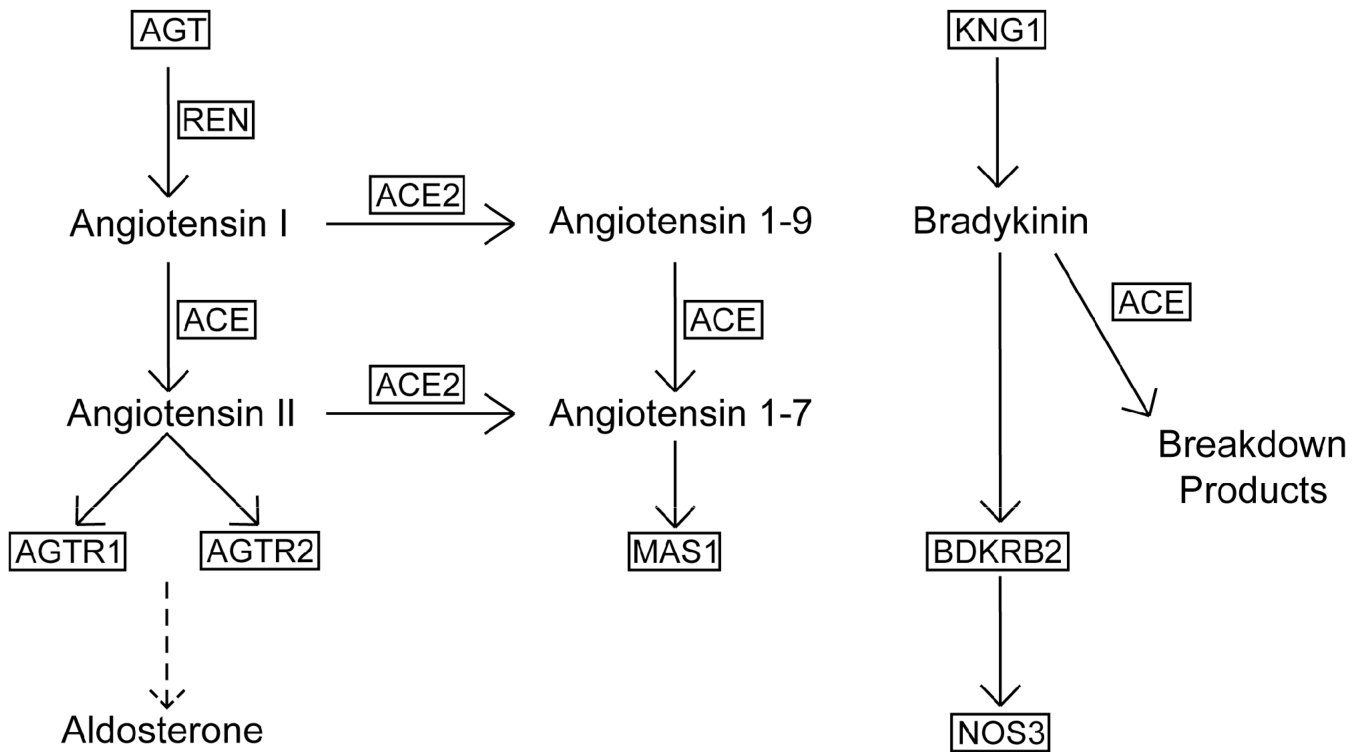 AGT
KNG1
REN
ACE2
Angiotensin I
Angiotensin 1-9
Bradykinin
ACE
ACE
ACE
ACE2
Angiotensin II
Angiotensin 1-7
Breakdown
Products
AGTR1
AGTR2
MAS1
BDKRB2
Aldosterone
NOS3